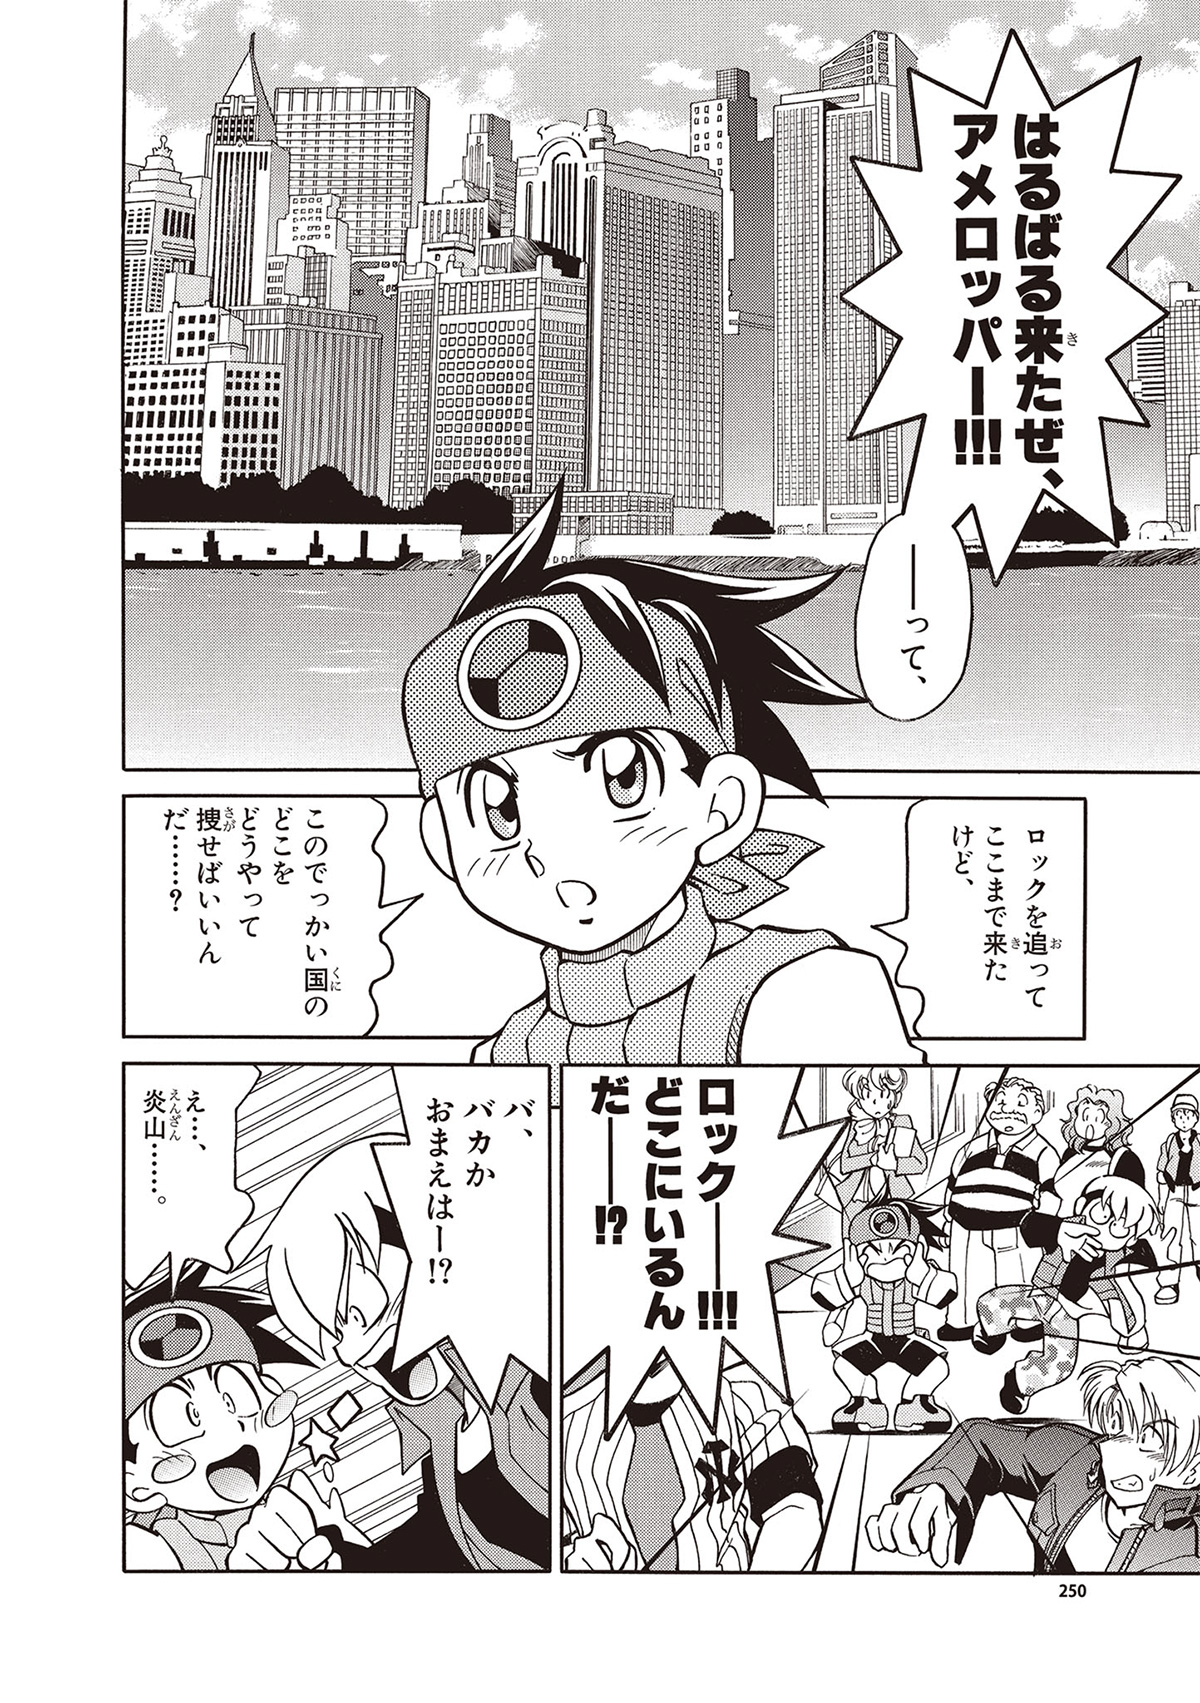 はるばる来たぜ、
アメロッパー!!!
――って、
ロックを追って
ここまで来た
けど、
このでっかい国の
どこを
どうやって
捜せばいいん
だ……?
ロック――!!!
どこにいるん
だ――!?
バ、
バカか
おまえはー!?
え…、
炎山……。
250